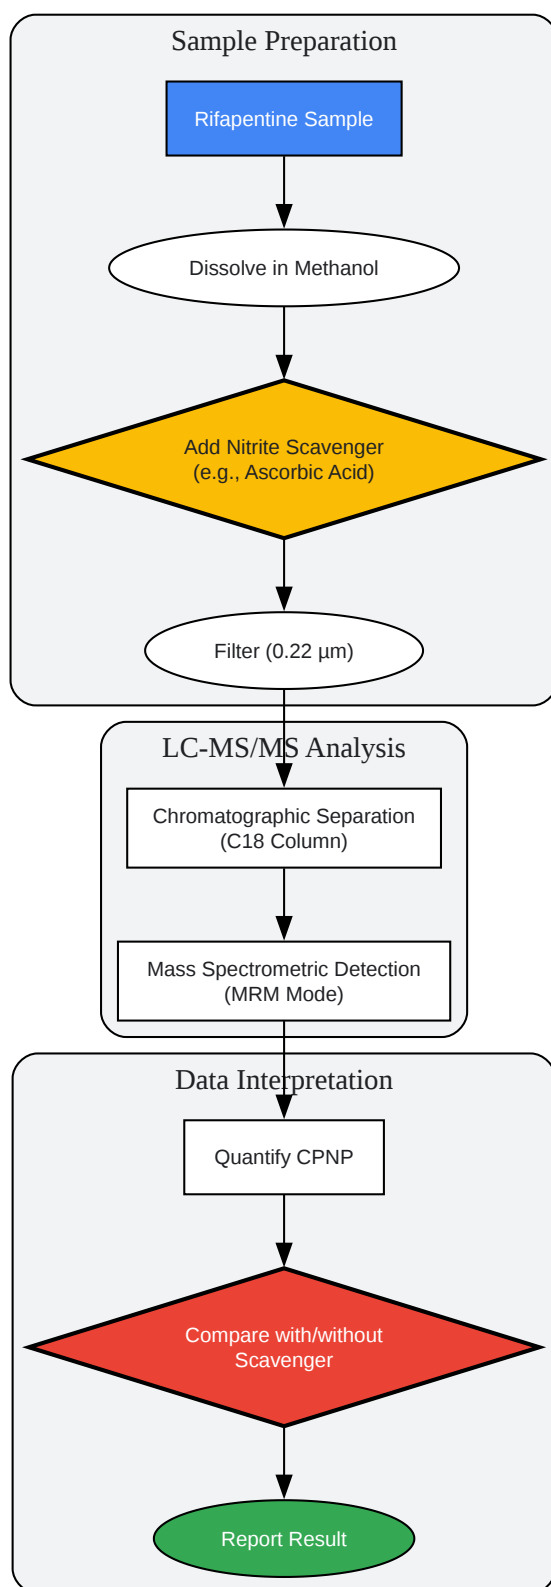 Sample Preparation
Rifapentine Sample
Dissolve in Methanol
Add Nitrite Scavenger
(e.g., Ascorbic Acid)
Filter (0.22 µm)
LC-MS/MS Analysis
Chromatographic Separation
(C18 Column)
Mass Spectrometric Detection
(MRM Mode)
Data Interpretation
Quantify CPNP
Compare with/without
Scavenger
Report Result